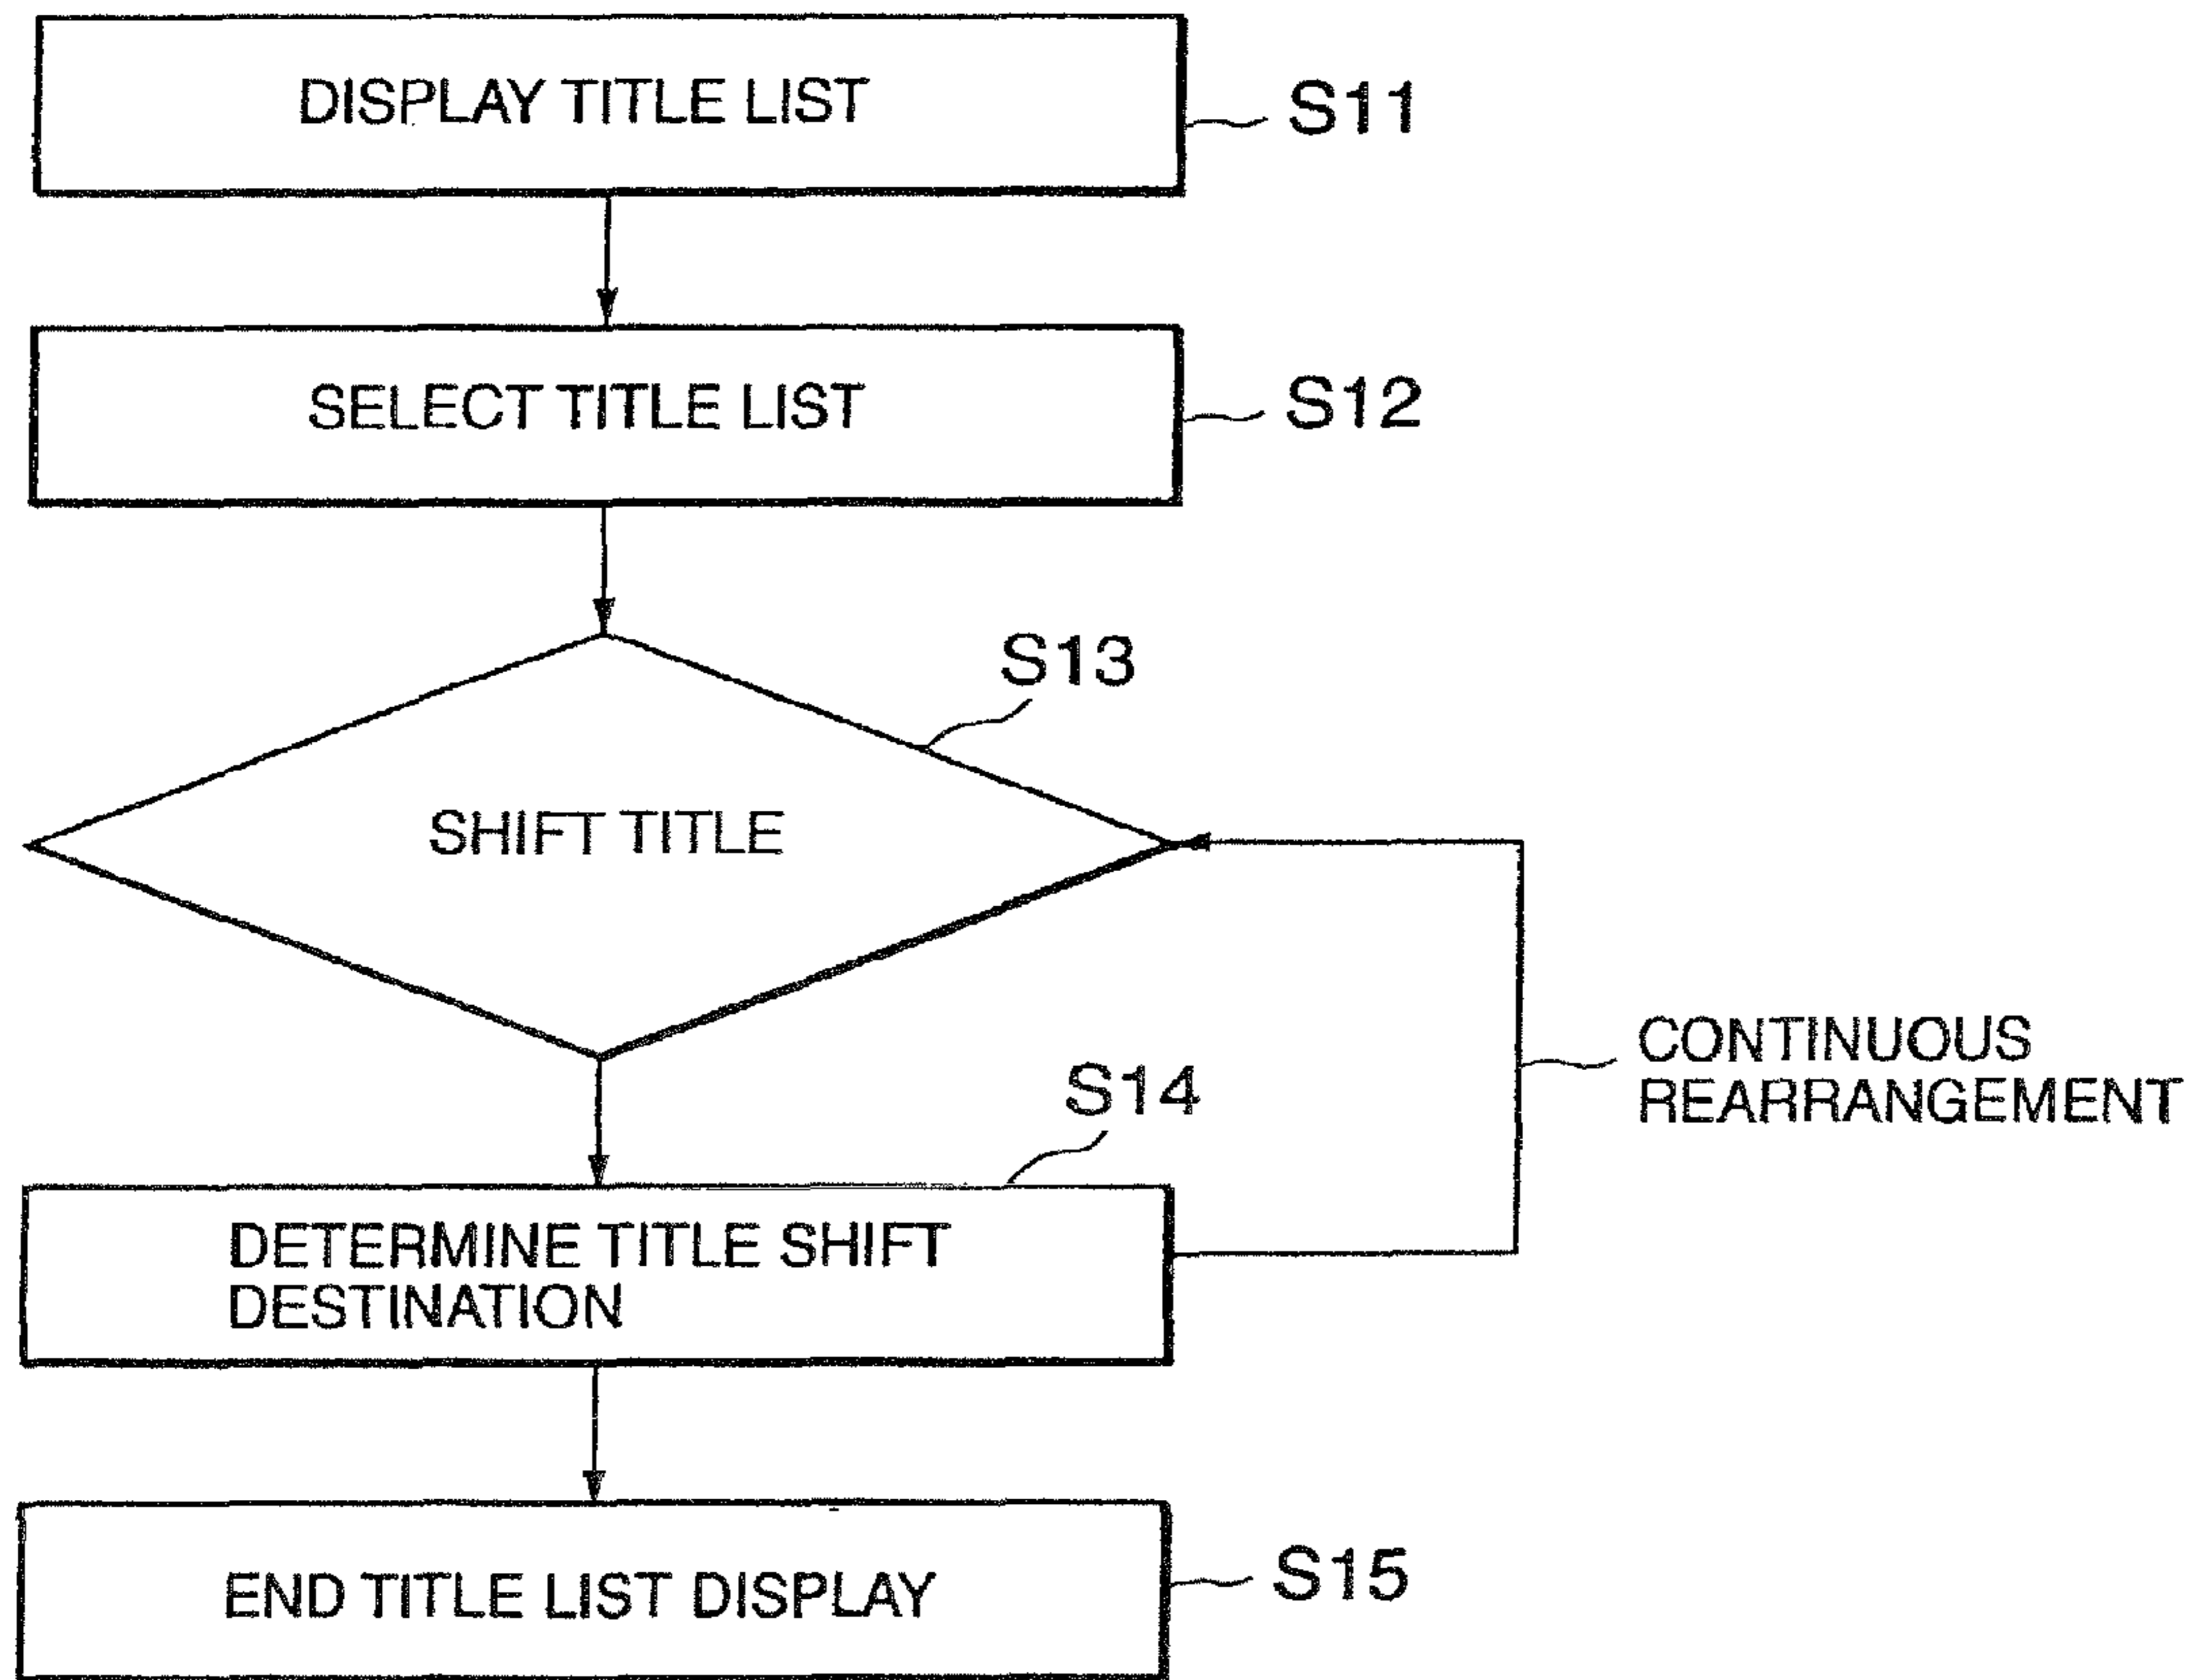 DISPLAY TITLE LIST
S11
SELECT TITLE LIST
S12
S13
SHIFT TITLE
CONTINUOUS
REARRANGEMENT
S14
DETERMINE TITLE SHIFT
DESTINATION
END TITLE LIST DISPLAY
S15